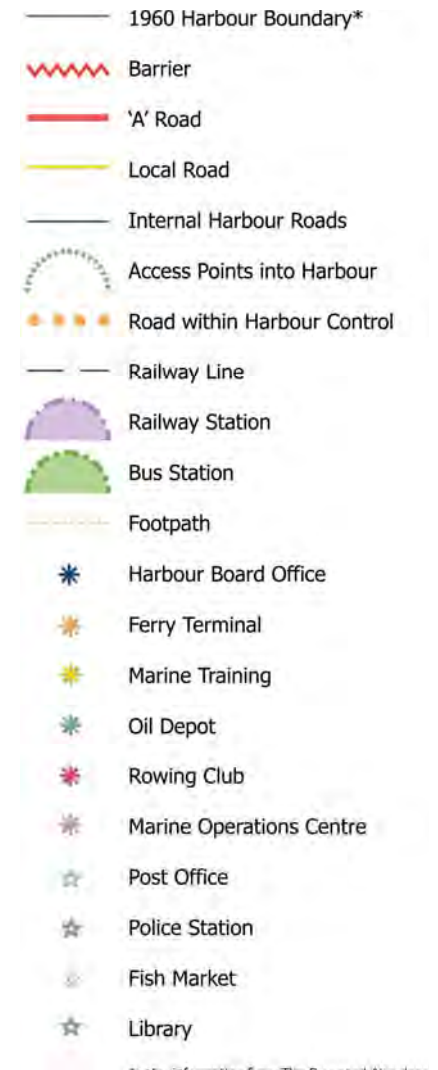 1960 Harbour Boundary*
Barrier
‘A’ Road
Local Road
Internal Harbour Roads
Access Points into Harbour
Road within Harbour Control
Railway Line
Railway Station
Bus Station
Footpath
Harbour Board Office
Ferry Terminal
Marine Training
Oil Depot
Rowing Club
Marine Operations Centre
Post Office
Police Station
Fish Market
Library